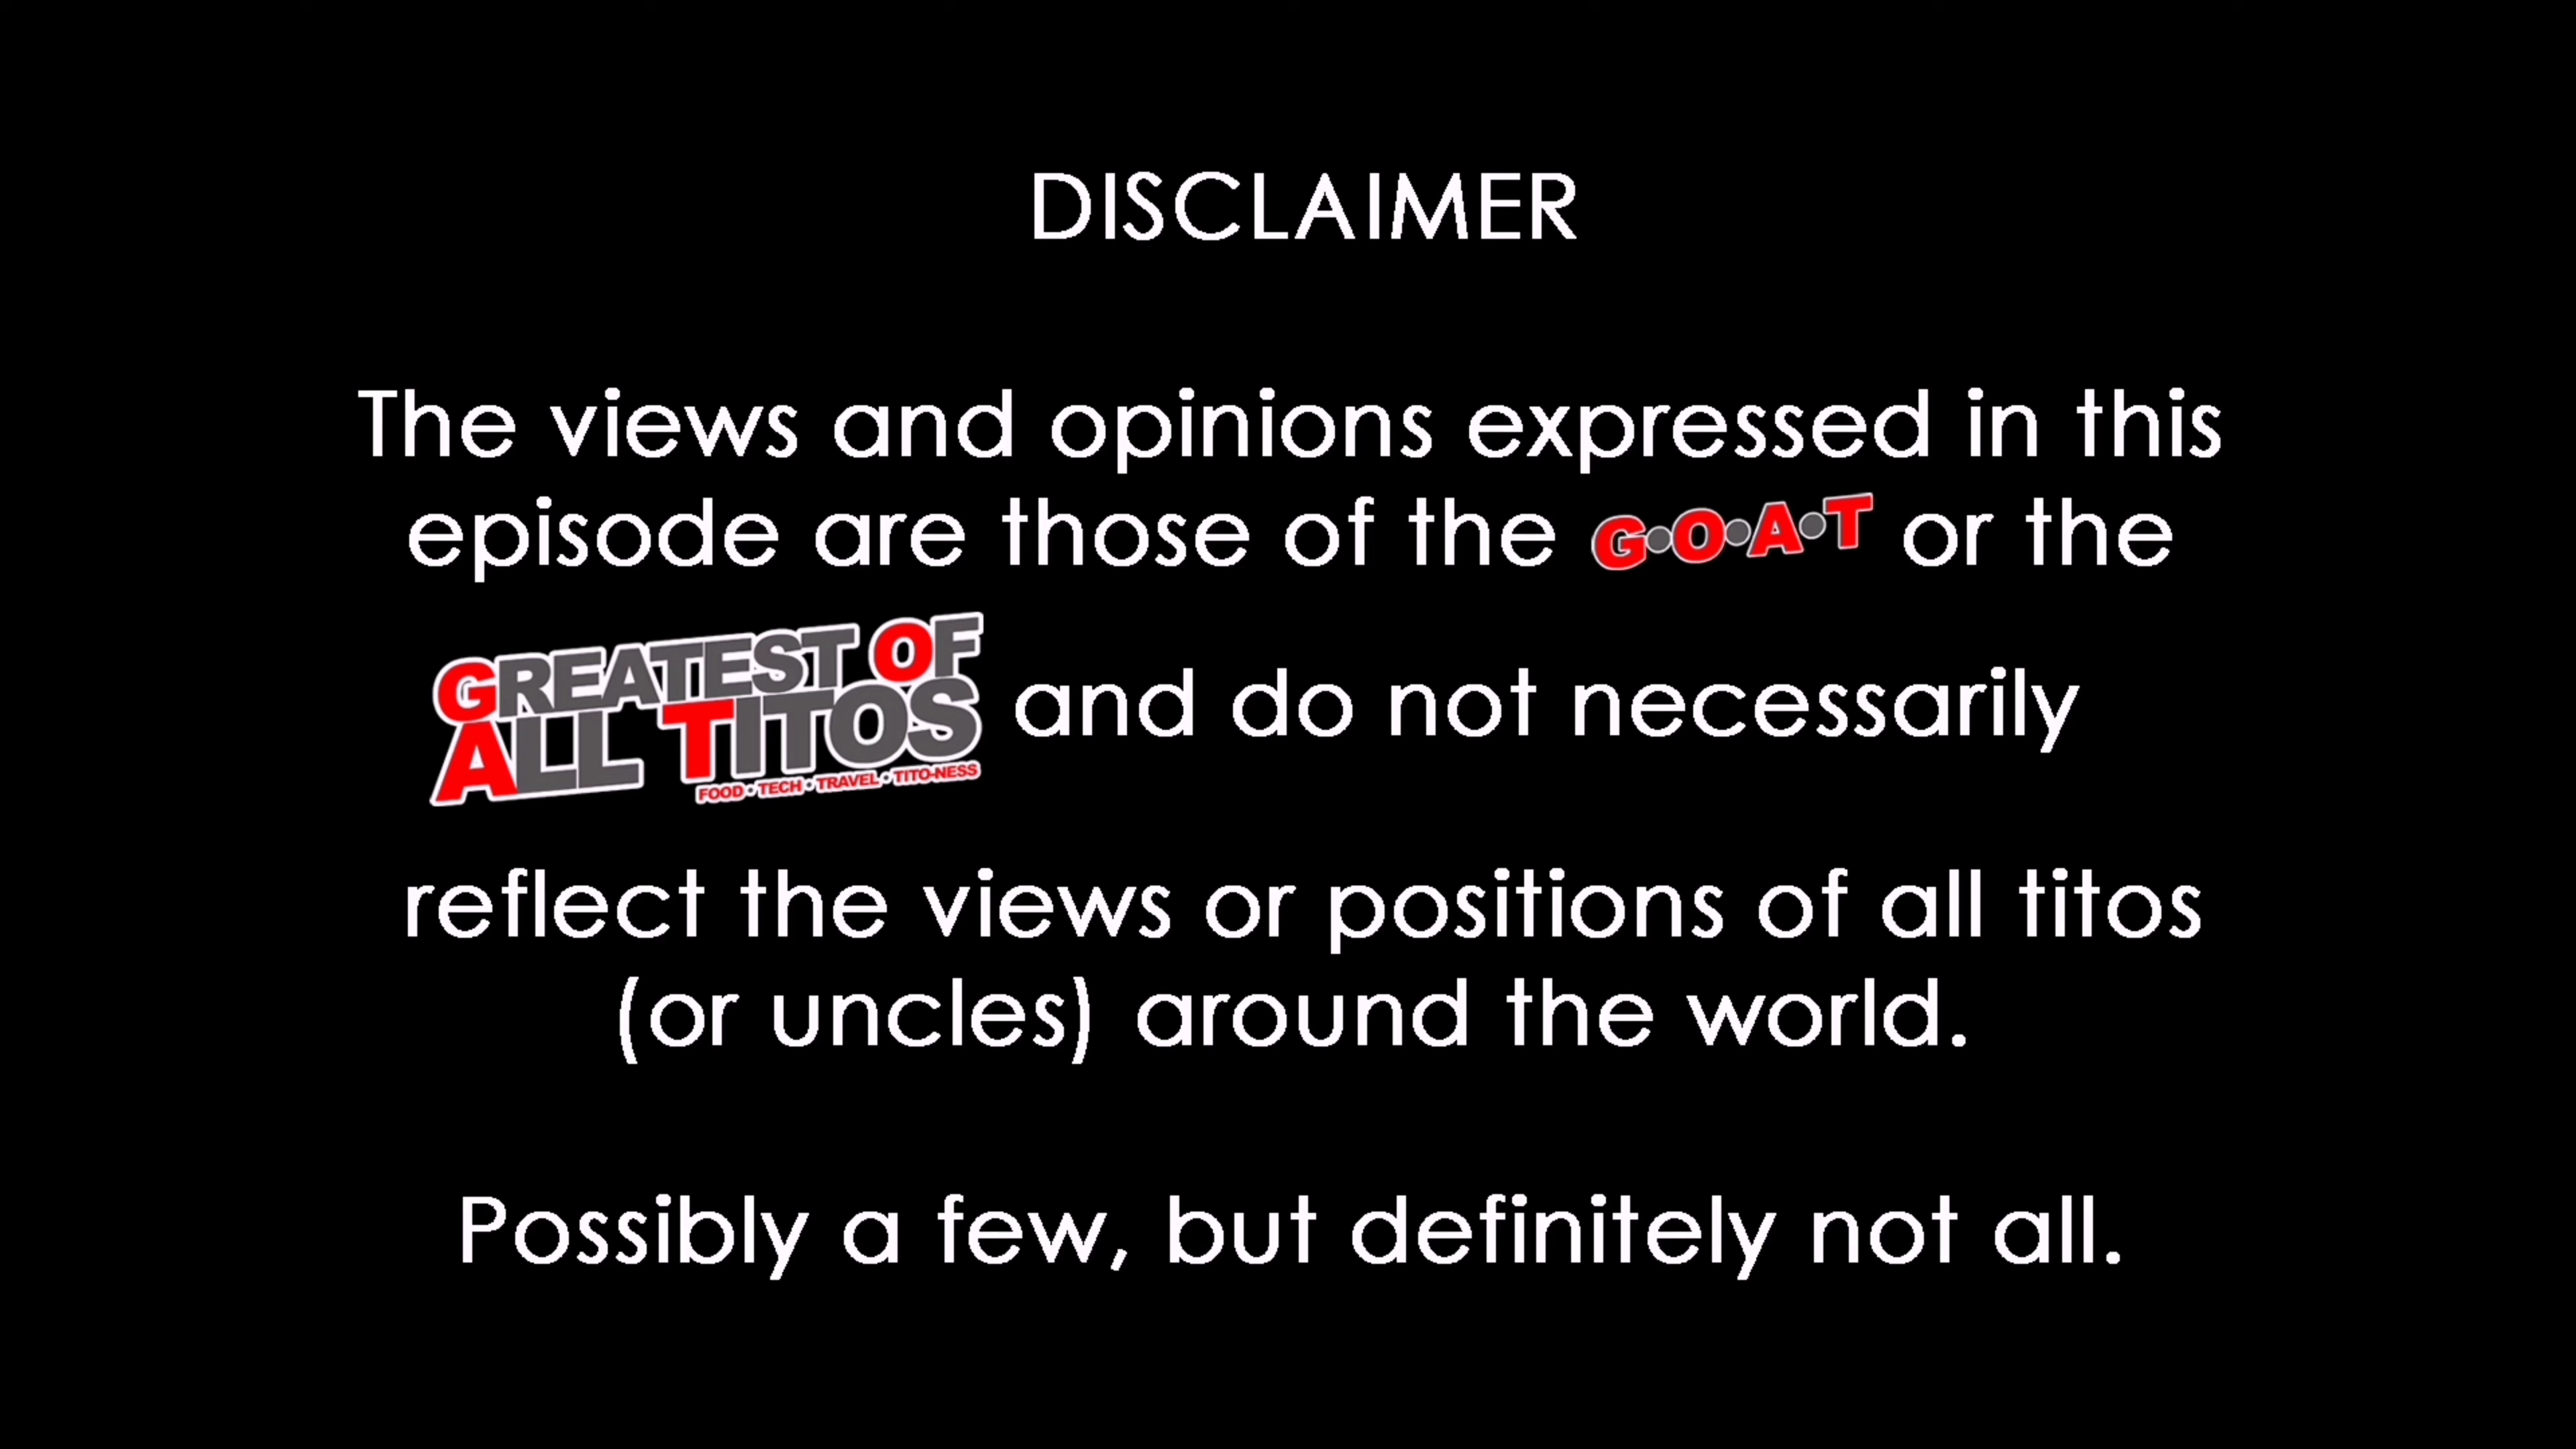 DISCLAIMER
The views and opinions expressed in this
episode are those of the G•O•A•T or the
GREATEST OF
ALL TITOS
FOOD • TECH • TRAVEL • TITO-NESS
and do not necessarily
reflect the views or positions of all titos
(or uncles) around the world.
Possibly a few, but definitely not all.